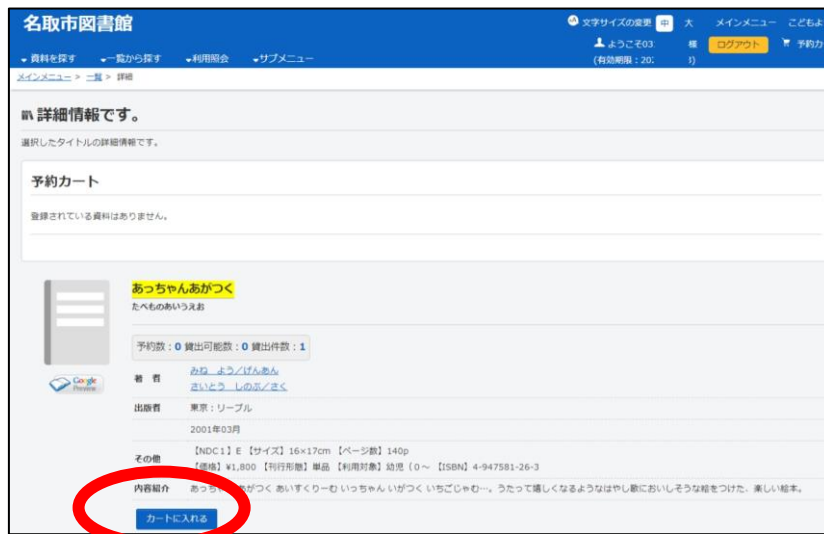 名取市図書館
文字サイズの変更 中 大 メインメニュー こどもよ
ようこそ03 様 ログアウト 予約カ
(有効期限:20
資料を探す 一覧から探す 利用照会 サブメニュー
メインメニュー > 一覧 > 詳細
詳細情報です。
選択したタイトルの詳細情報です。
予約カート
登録されている資料はありません。
あっちゃんあがつく
たべものあいうえお
予約数:0 貸出可能数:0 貸出件数:1
Google Preview
著者 みね よう/げんあん
さいとう しのぶ/さく
出版者 東京:リーブル
2001年03月
その他 【NDC1】E 【サイズ】16×17cm 【ページ数】140p
【価格】¥1,800 【刊行形態】単品 【利用対象】幼児(0~ 【ISBN】4-947581-26-3
内容紹介 あっちゃん あがつく あいすくりーむ いっちゃん いがつく いちごじゃむ…。うたって嬉しくなるようなはやし歌においしそうな絵をつけた、楽しい絵本。
カートに入れる